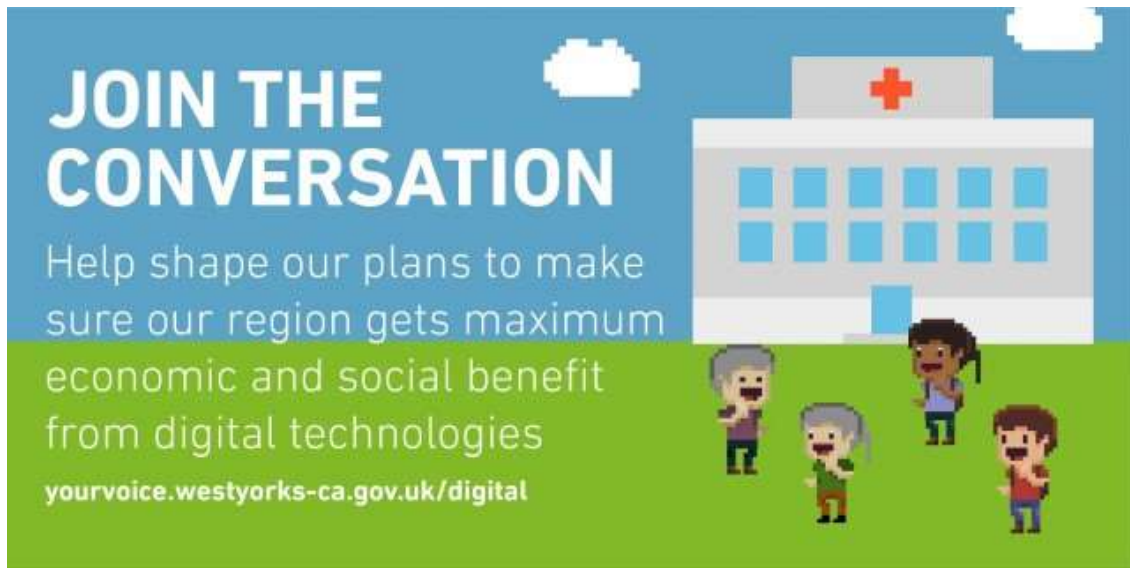 JOIN THE
CONVERSATION
Help shape our plans to make
sure our region gets maximum
economic and social benefit
from digital technologies
yourvoice.westyorks-ca.gov.uk/digital